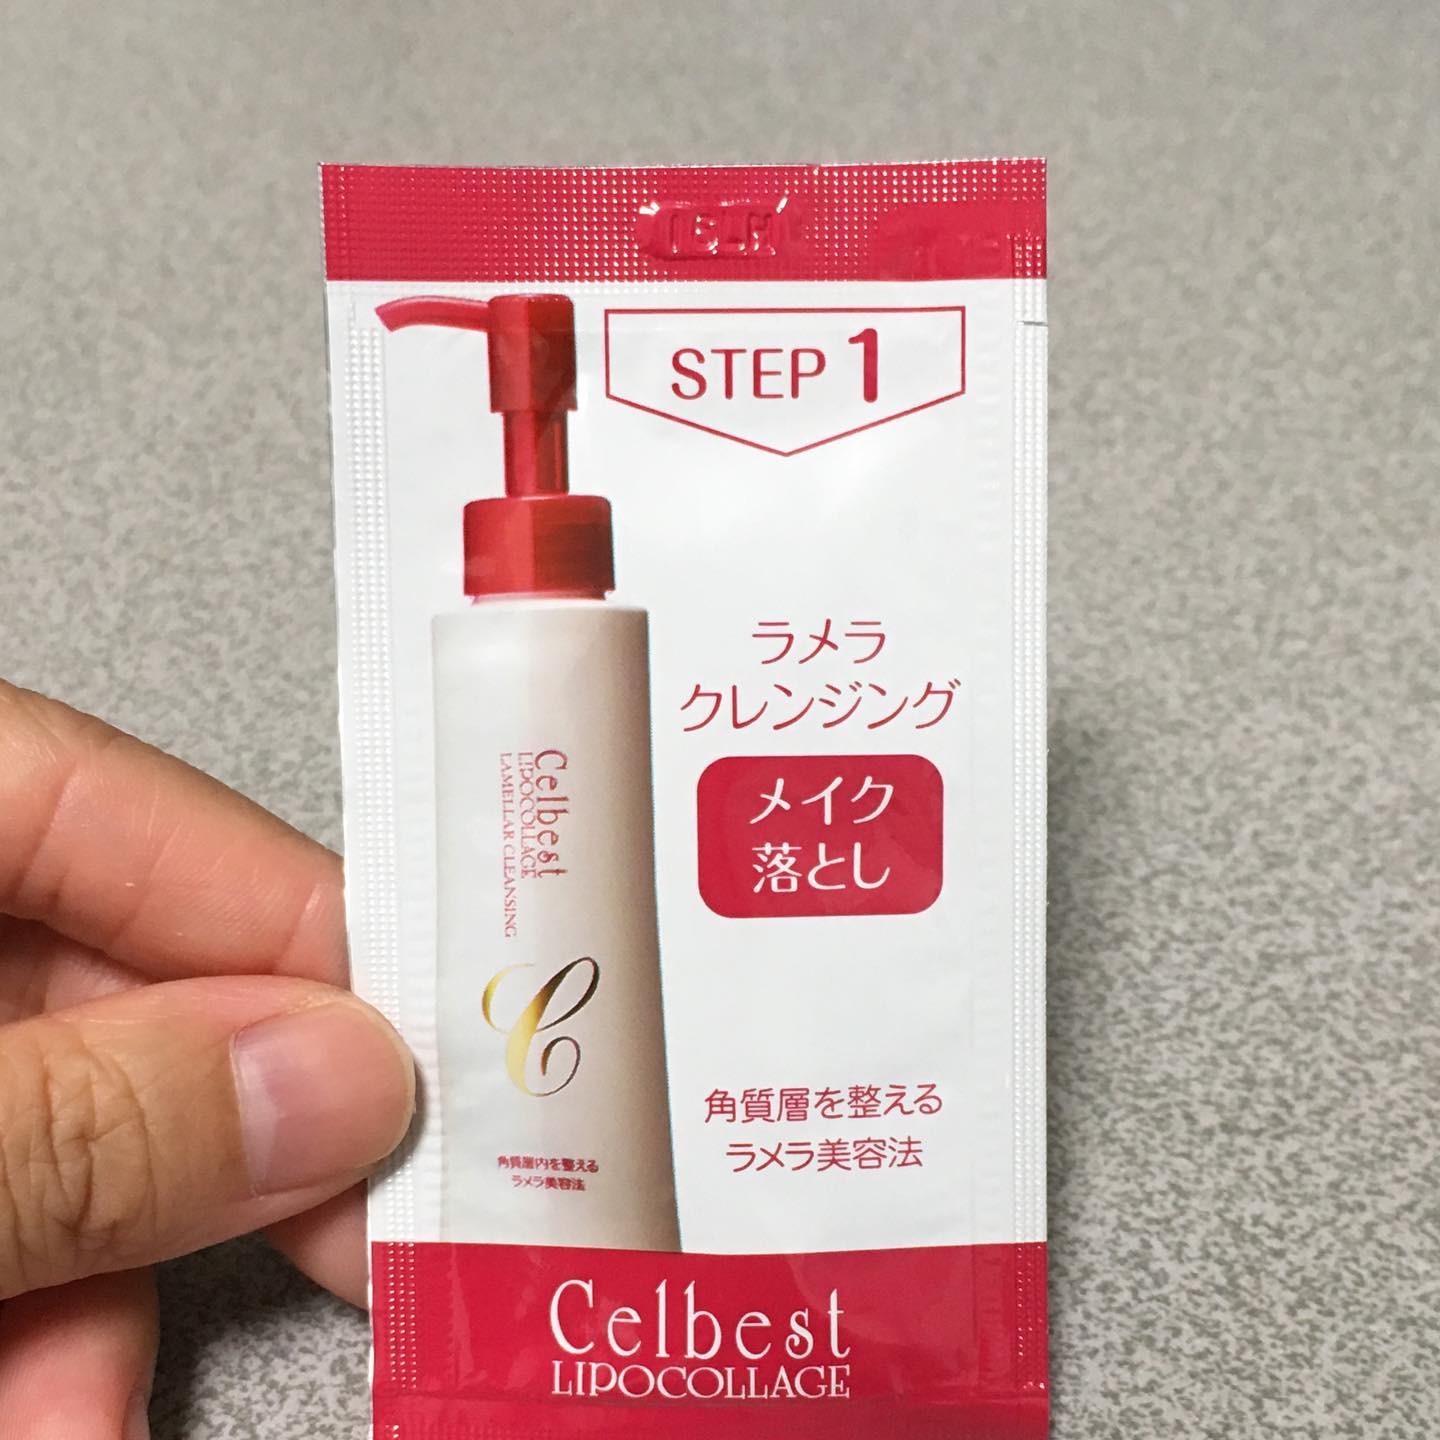 STEP 1
ラメラ
クレンジング
メイク
落とし
Celbest
LIPOCOLLAGE
LAMELLAR CLEANSING
C
角質層内を整える
ラメラ美容法
角質層を整える
ラメラ美容法
Celbest
LIPOCOLLAGE